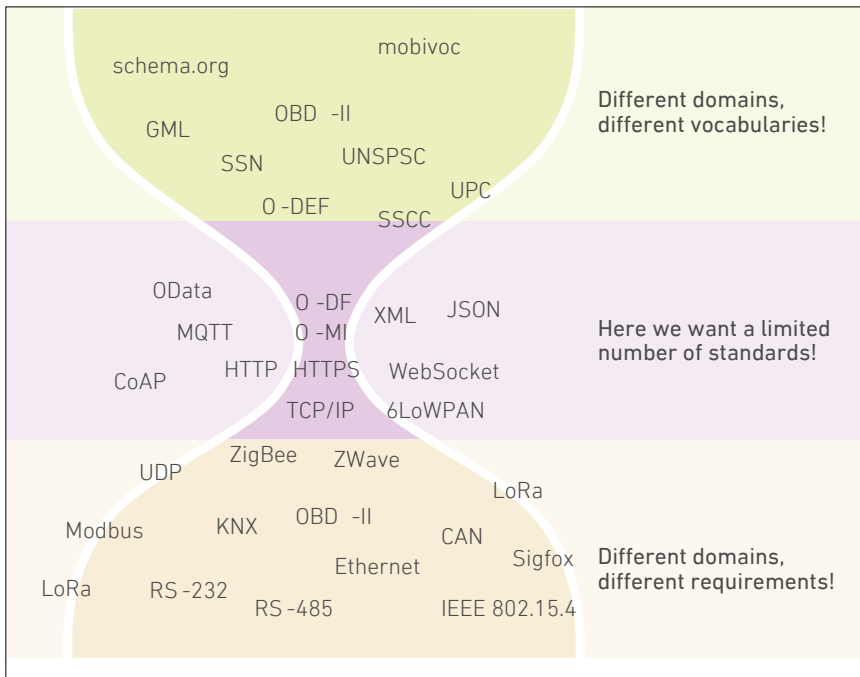 mobivoc
schema.org
Different domains,
different vocabularies!
OBD -II
GML
UNSPSC
SSN
UPC
O -DEF
SSCC
OData
O -DF
XML
JSON
MQTT
O -MI
Here we want a limited
number of standards!
HTTP
HTTPS
WebSocket
CoAP
TCP/IP
6LoWPAN
ZigBee
ZWave
UDP
LoRa
OBD -II
Modbus
KNX
CAN
Ethernet
Sigfox
Different domains,
different requirements!
LoRa
RS -232
RS -485
IEEE 802.15.4